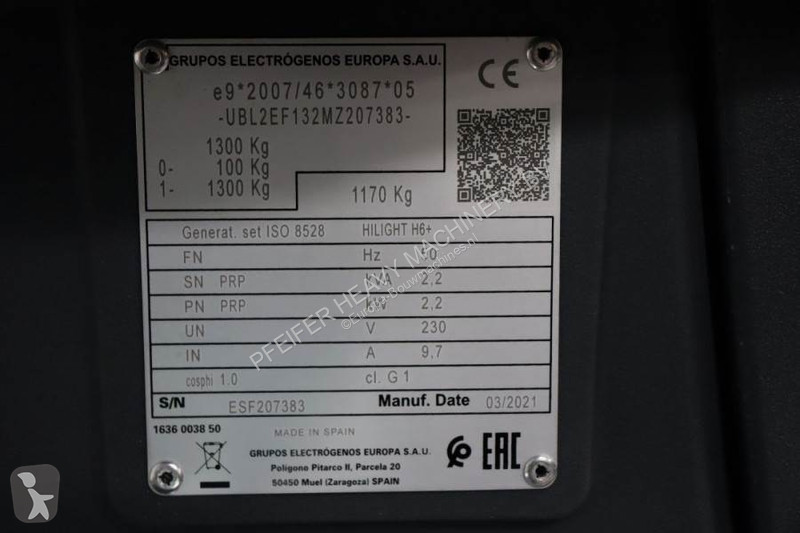 GRUPOS ELECTRÓGENOS EUROPA S.A.U.
CE
e9*2007/46*3087*05
-UBL2EF132MZ207383-
1300 Kg
0- 100 Kg
1- 1300 Kg
1170 Kg
Generat. set ISO 8528 HILIGHT H6+
FN Hz 50
SN PRP kVA 2,2
PN PRP kW 2,2
UN V 230
IN A 9,7
cosphi 1.0 cl. G 1
S/N ESF207383 Manuf. Date 03/2021
1636 0038 50
MADE IN SPAIN
GRUPOS ELECTRÓGENOS EUROPA S.A.U.
Polígono Pitarco II, Parcela 20
50450 Muel (Zaragoza) SPAIN
EAC
PFEIFER HEAVY MACHINERY
©Europe-Bouwmachines.nl